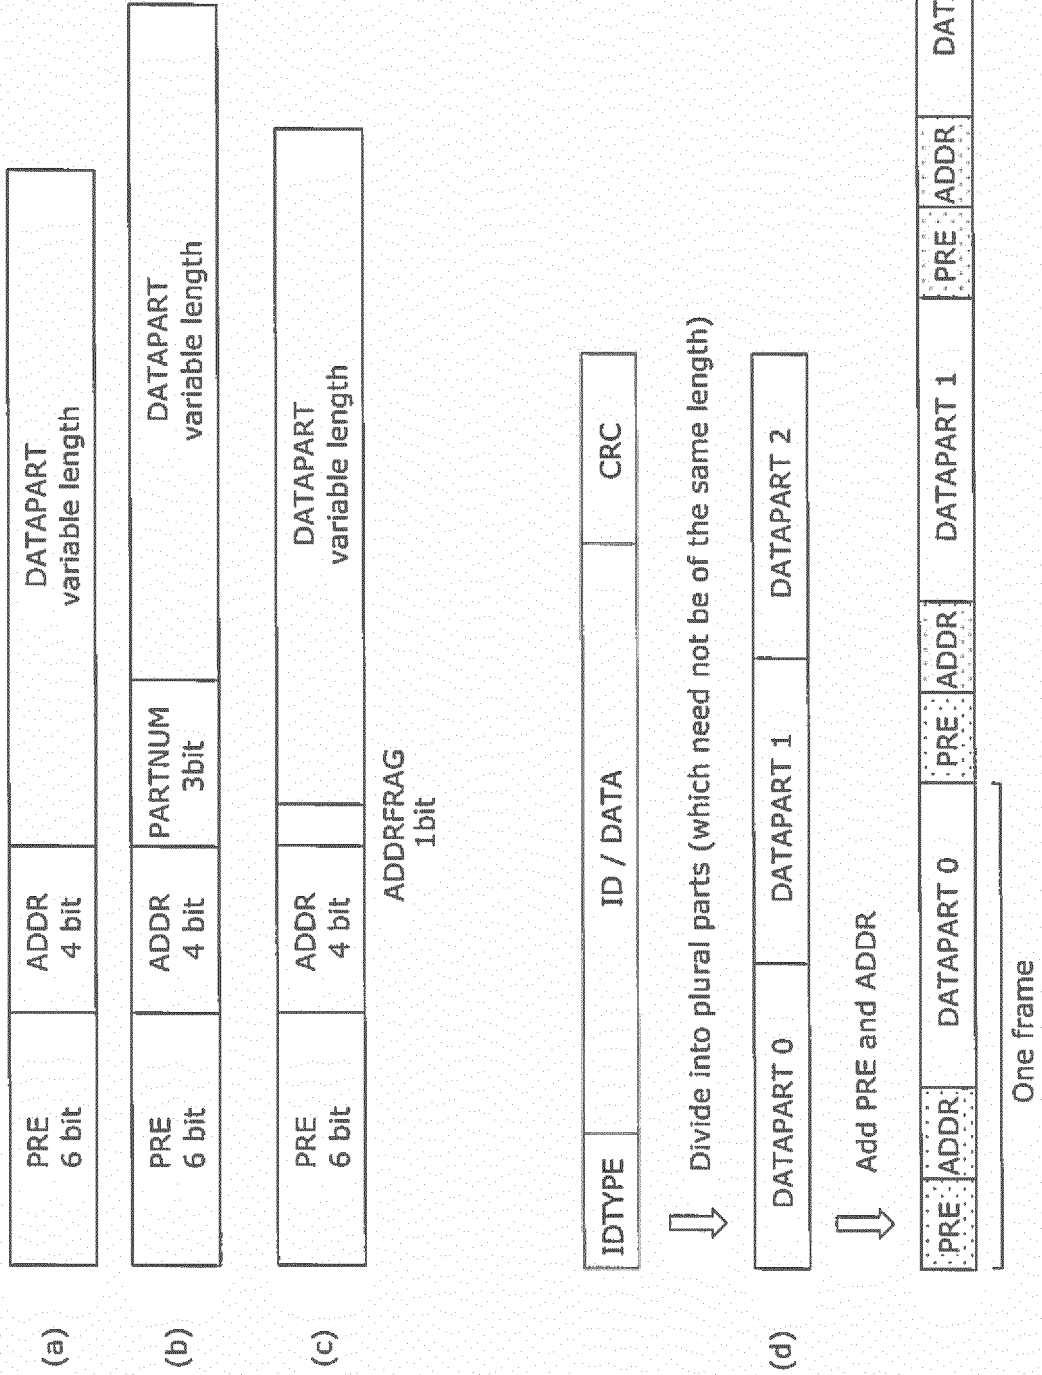 (a)
PRE
6 bit
ADDR
4 bit
DATAPART
variable length
(b)
PRE
6 bit
ADDR
4 bit
PARTNUM
3bit
DATAPART
variable length
(c)
PRE
6 bit
ADDR
4 bit
ADDRFRAG
1bit
DATAPART
variable length
(d)
IDTYPE
ID / DATA
CRC
Divide into plural parts (which need not be of the same length)
DATAPART 0
DATAPART 1
DATAPART 2
Add PRE and ADDR
PRE
ADDR
DATAPART 0
PRE
ADDR
DATAPART 1
PRE
ADDR
DAT
One frame